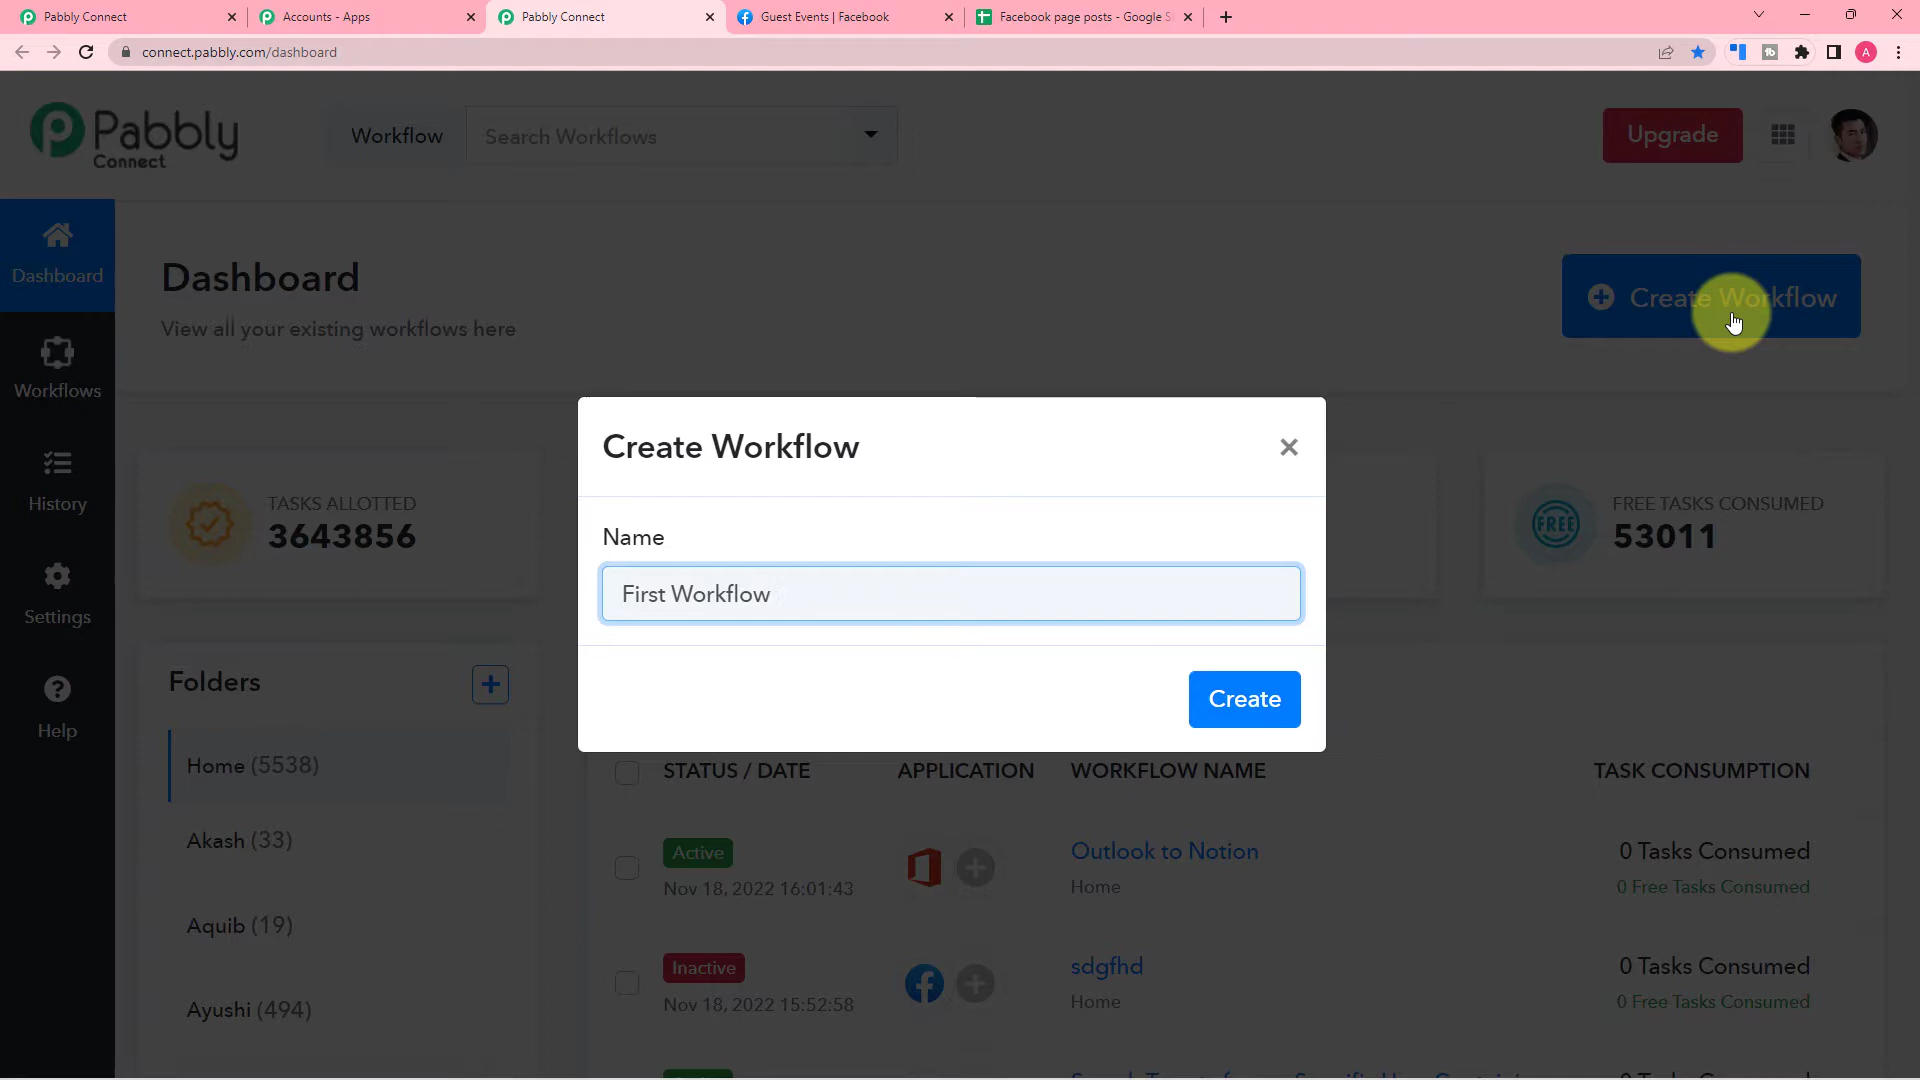 Pabbly Connect
Accounts - Apps
Pabbly Connect
Guest Events | Facebook
Facebook page posts - Google S
connect.pabbly.com/dashboard
A
Pabbly
Connect
Workflow
Search Workflows
Upgrade
Dashboard
Workflows
History
Settings
Help
Dashboard
View all your existing workflows here
Create Workflow
TASKS ALLOTTED
3643856
FREE
FREE TASKS CONSUMED
53011
Create Workflow
Name
First Workflow
Create
Folders
Home (5538)
Akash (33)
Aquib (19)
Ayushi (494)
STATUS / DATE
APPLICATION
WORKFLOW NAME
TASK CONSUMPTION
Active
Nov 18, 2022 16:01:43
Outlook to Notion
Home
0 Tasks Consumed
0 Free Tasks Consumed
Inactive
Nov 18, 2022 15:52:58
sdgfhd
Home
0 Tasks Consumed
0 Free Tasks Consumed